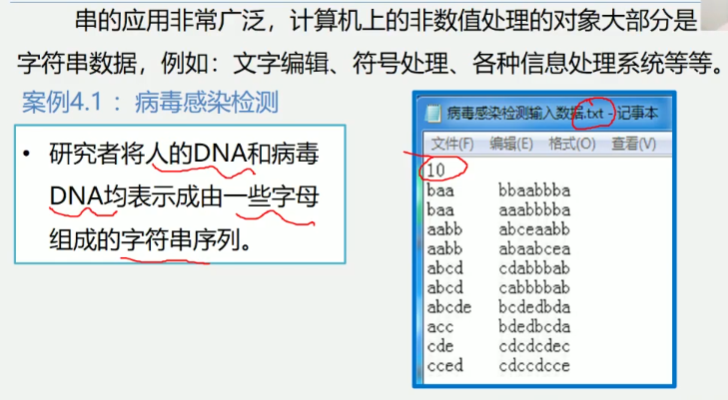 串的应用非常广泛，计算机上的非数值处理的对象大部分是
字符串数据，例如：文字编辑、符号处理、各种信息处理系统等等。
案例4.1 ：病毒感染检测
• 研究者将人的DNA和病毒
DNA均表示成由一些字母
组成的字符串序列。
病毒感染检测输入数据.txt - 记事本
文件(F) 编辑(E) 格式(O) 查看(V)
10
baa bbaabbba
baa aaabbbba
aabb abceaabb
aabb abaabcea
abcd cdabbbab
abcd cabbbbab
abcde bcdedbda
acc bdedbcda
cde cdcdcdec
cced cdccdcce